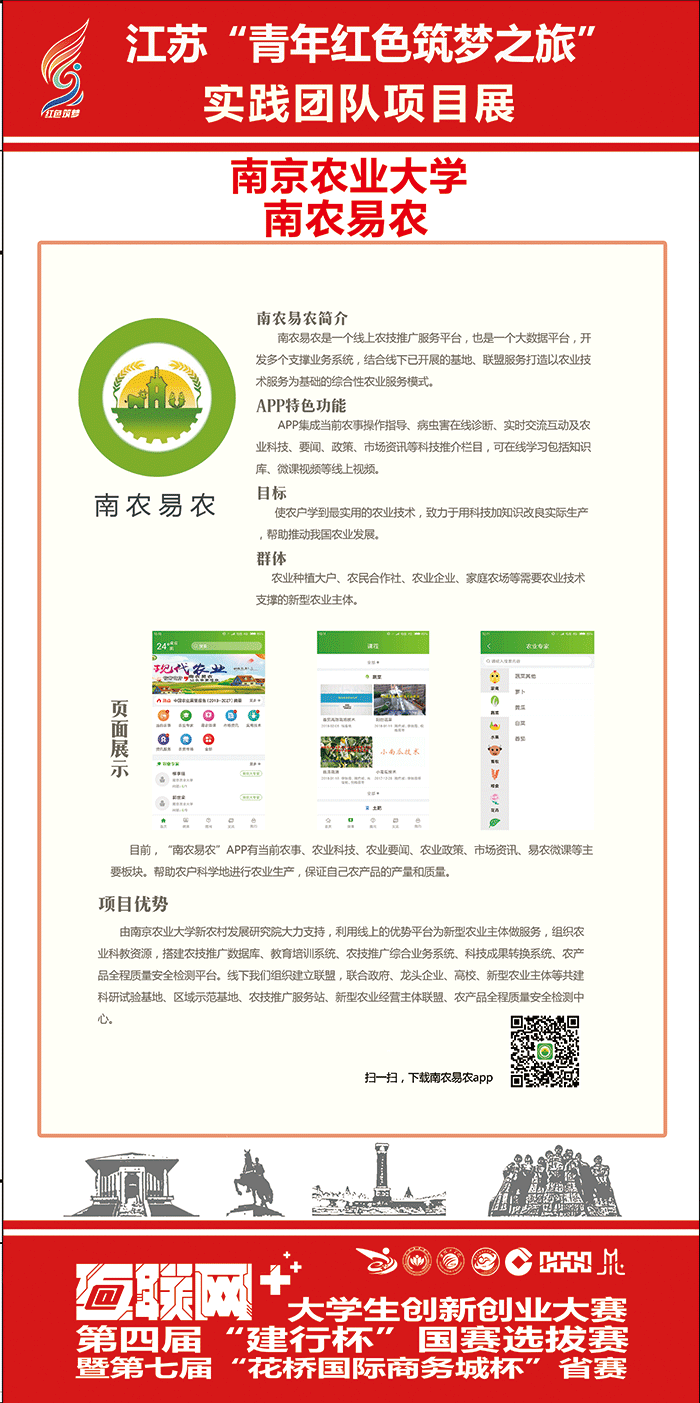 江苏“青年红色筑梦之旅”
红色筑梦
实践团队项目展
南京农业大学
南农易农
南农易农简介
南农易农是一个线上农技推广服务平台，也是一个大数据平台，开
发多个支撑业务系统，结合线下已开展的基地、联盟服务打造以农业技
术服务为基础的综合性农业服务模式。
APP特色功能
APP集成当前农事操作指导、病虫害在线诊断、实时交流互动及农
业科技、要闻、政策、市场资讯等科技推介栏目，可在线学习包括知识
库、微课视频等线上视频。
南农易农
目标
使农户学到最实用的农业技术，致力于用科技加知识改良实际生产
，帮助推动我国农业发展。
群体
农业种植大户、农民合作社、农业企业、家庭农场等需要农业技术
支撑的新型农业主体。
页面展示
24°
现代农业
课程
蔬菜
小南瓜技术
土肥
农业专家
蔬菜其他
萝卜
白菜
目前，“南农易农”APP有当前农事、农业科技、农业要闻、农业政策、市场资讯、易农微课等主
要板块。帮助农户科学地进行农业生产，保证自己农产品的产量和质量。
项目优势
由南京农业大学新农村发展研究院大力支持，利用线上的优势平台为新型农业主体做服务，组织农
业科教资源，搭建农技推广数据库、教育培训系统、农技推广综合业务系统、科技成果转换系统、农产
品全程质量安全检测平台。线下我们组织建立联盟，联合政府、龙头企业、高校、新型农业主体等共建
科研试验基地、区域示范基地、农技推广服务站、新型农业经营主体联盟、农产品全程质量安全检测中
心。
扫一扫，下载南农易农app
互联网+
大学生创新创业大赛
第四届“建行杯”国赛选拔赛
暨第七届“花桥国际商务城杯”省赛